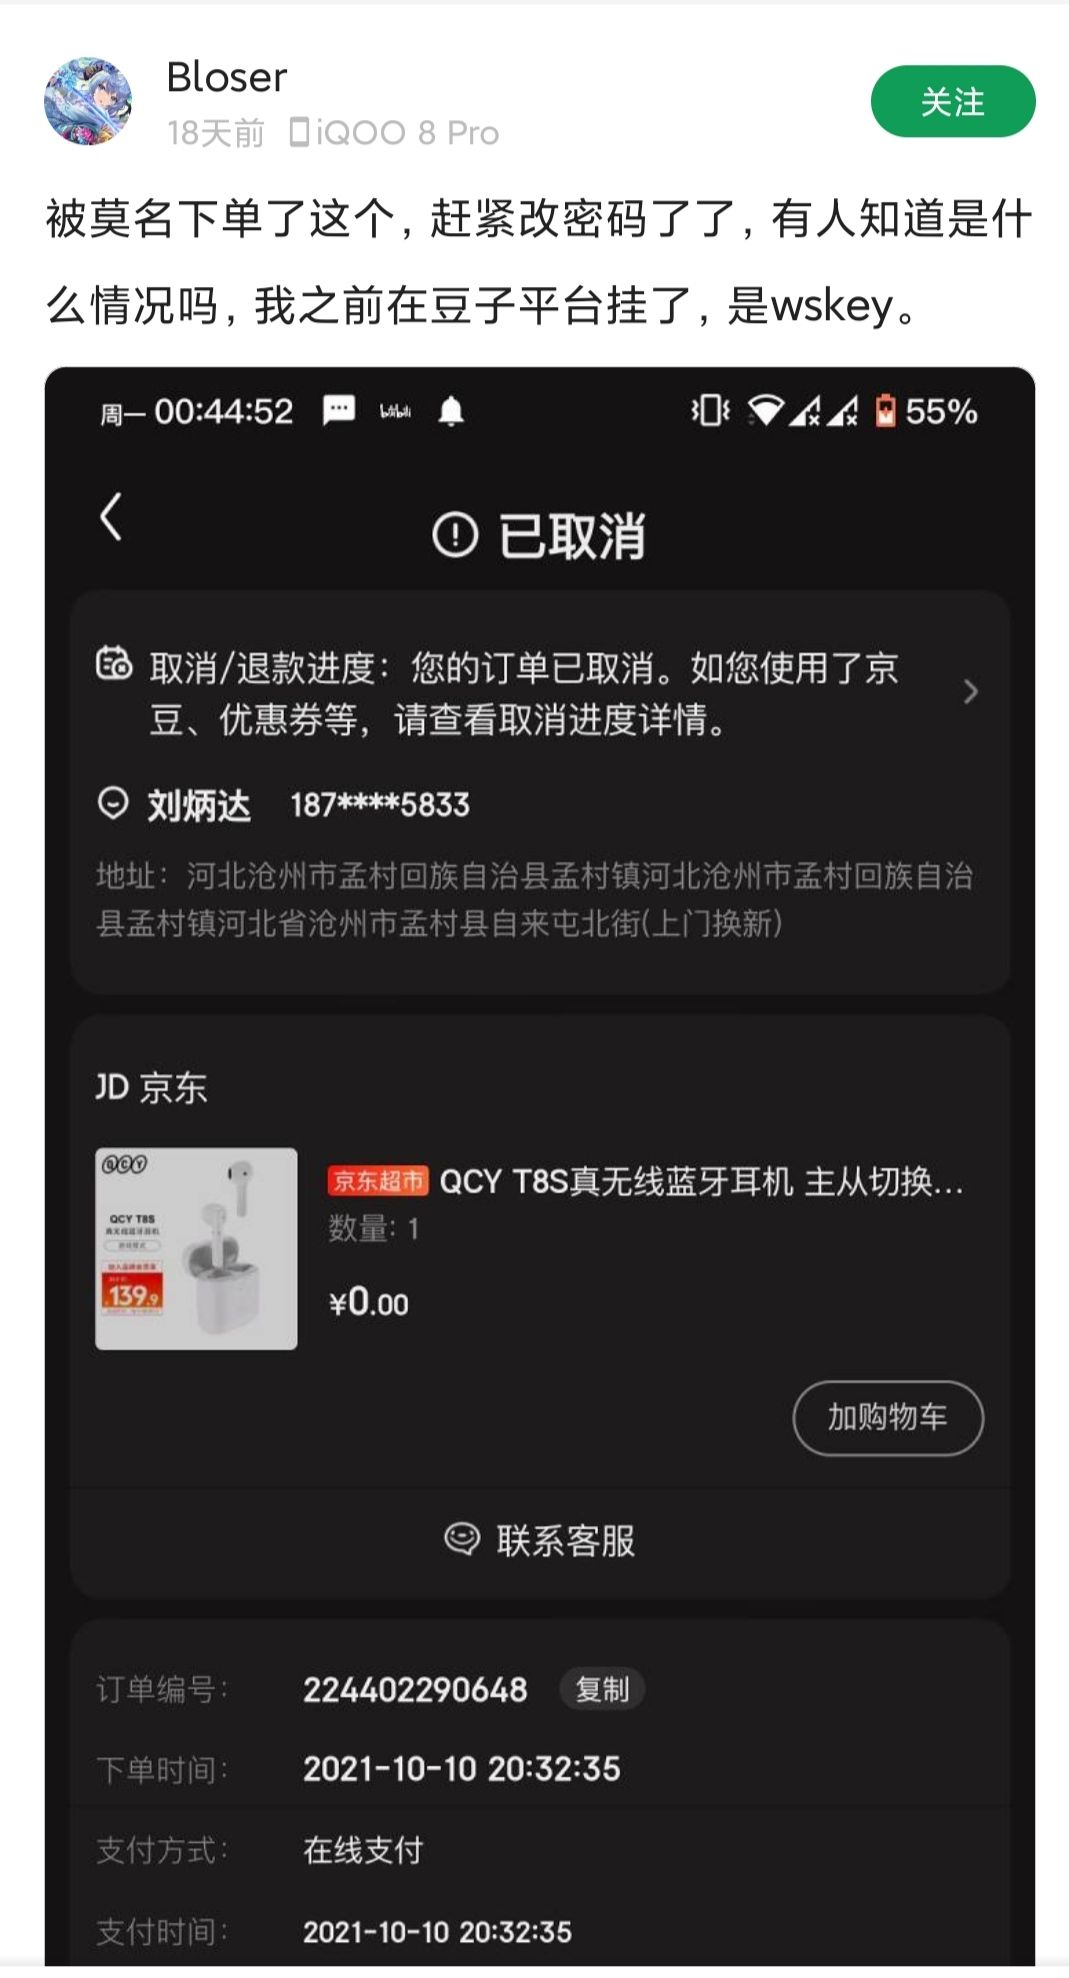 Bloser
18天前 iQOO 8 Pro
关注
被莫名下单了这个，赶紧改密码了了，有人知道是什
么情况吗，我之前在豆子平台挂了，是wskey。
周一 00:44:52 bilibili 55%
已取消
取消/退款进度：您的订单已取消。如您使用了京
豆、优惠券等，请查看取消进度详情。
刘炳达 187****5833
地址：河北沧州市孟村回族自治县孟村镇河北沧州市孟村回族自治
县孟村镇河北省沧州市孟村县自来屯北街(上门换新)
JD 京东
QCY
QCY T8S
真无线蓝牙耳机
139.9
京东超市 QCY T8S真无线蓝牙耳机 主从切换...
数量: 1
¥0.00
加购物车
联系客服
订单编号： 224402290648 复制
下单时间： 2021-10-10 20:32:35
支付方式： 在线支付
支付时间： 2021-10-10 20:32:35